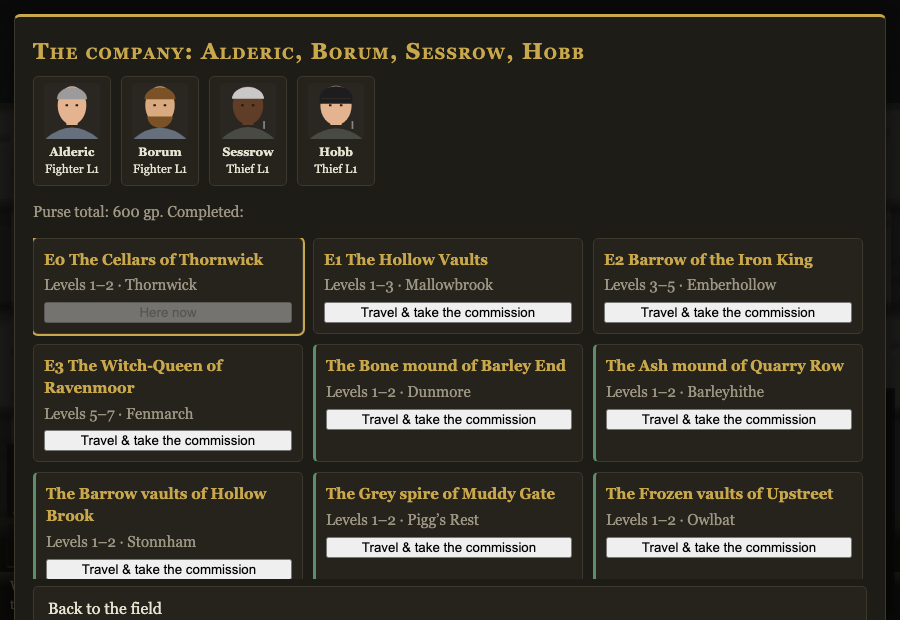 The company: Alderic, Borum, Sessrow, Hobb
Alderic
Fighter L1
Borum
Fighter L1
Sessrow
Thief L1
Hobb
Thief L1
Purse total: 600 gp. Completed:
E0 The Cellars of Thornwick
Levels 1–2 · Thornwick
Here now
E1 The Hollow Vaults
Levels 1–3 · Mallowbrook
Travel & take the commission
E2 Barrow of the Iron King
Levels 3–5 · Emberhollow
Travel & take the commission
E3 The Witch-Queen of
Ravenmoor
Levels 5–7 · Fenmarch
Travel & take the commission
The Bone mound of Barley End
Levels 1–2 · Dunmore
Travel & take the commission
The Ash mound of Quarry Row
Levels 1–2 · Barleyhithe
Travel & take the commission
The Barrow vaults of Hollow
Brook
Levels 1–2 · Stonnham
Travel & take the commission
The Grey spire of Muddy Gate
Levels 1–2 · Pigg’s Rest
Travel & take the commission
The Frozen vaults of Upstreet
Levels 1–2 · Owlbat
Travel & take the commission
Back to the field